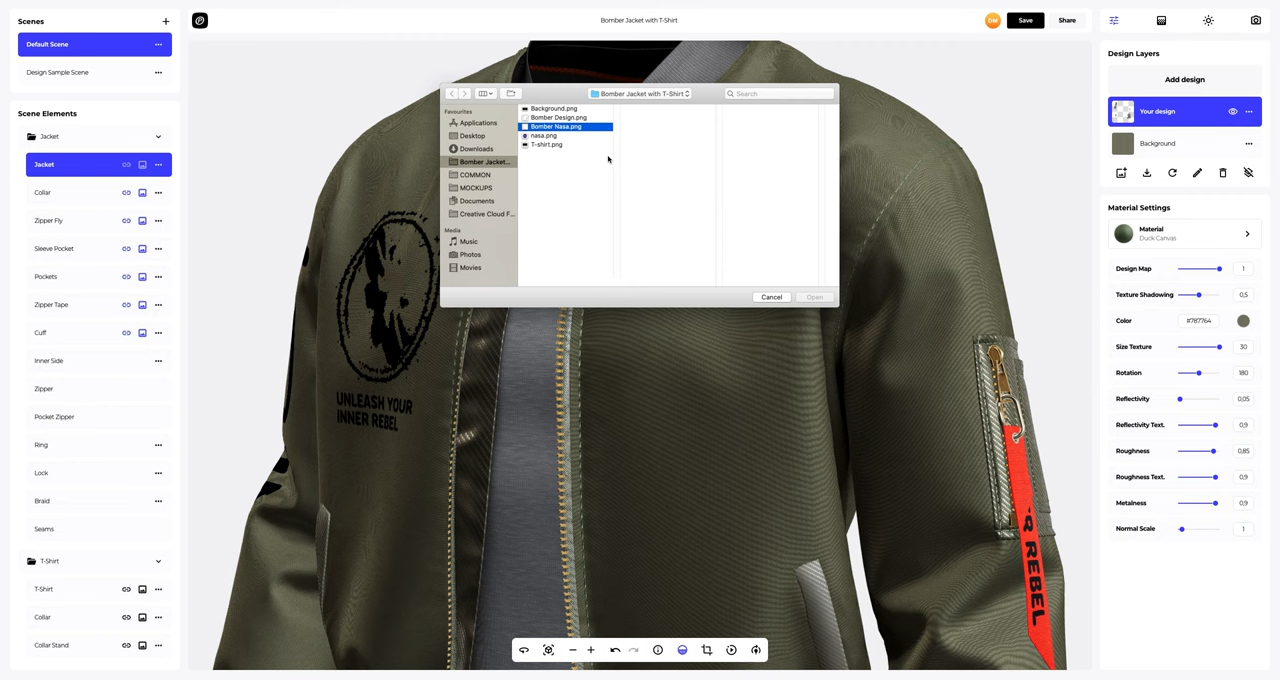 Scenes
Default Scene
Design Sample Scene
Scene Elements
Jacket
Jacket
Collar
Zipper Fly
Sleeve Pocket
Pockets
Zipper Tape
Cuff
Inner Side
Zipper
Pocket Zipper
Ring
Lock
Braid
Seams
T-Shirt
T-Shirt
Collar
Collar Stand
Bomber Jacket with T-Shirt
DM
Save
Share
Bomber Jacket with T-Shirt
Search
Favourites
Applications
Desktop
Downloads
Bomber Jacket...
COMMON
MOCKUPS
Documents
Creative Cloud F...
Media
Music
Photos
Movies
Background.png
Bomber Design.png
Bomber Nasa.png
nasa.png
T-shirt.png
Cancel
Open
UNLEASH YOUR
INNER REBEL
R REBEL
Design Layers
Add design
Your design
Background
Material Settings
Material
Duck Canvas
Design Map 1
Texture Shadowing 0,5
Color #787764
Size Texture 30
Rotation 180
Reflectivity 0,05
Reflectivity Text. 0,9
Roughness 0,85
Roughness Text. 0,9
Metalness 0,9
Normal Scale 1